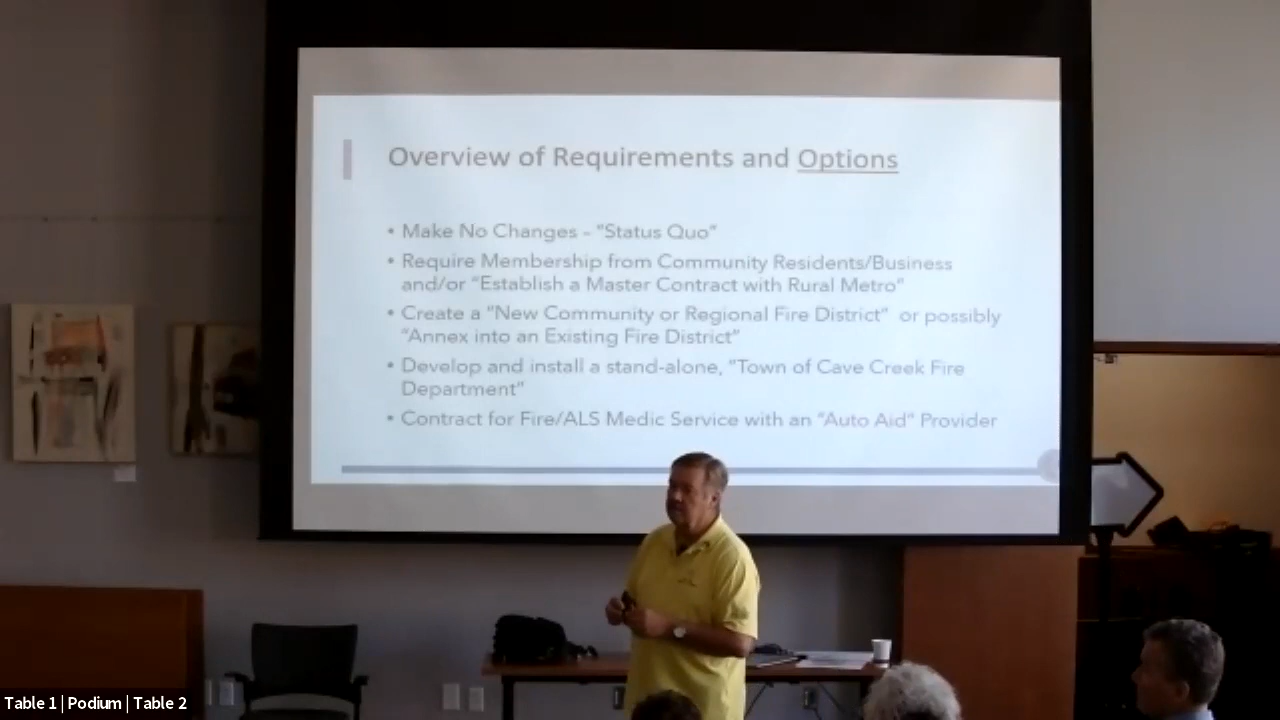 Overview of Requirements and Options
• Make No Changes - "Status Quo"
• Require Membership from Community Residents/Business
and/or "Establish a Master Contract with Rural Metro"
• Create a "New Community or Regional Fire District" or possibly
"Annex into an Existing Fire District"
• Develop and install a stand-alone, "Town of Cave Creek Fire
Department"
• Contract for Fire/ALS Medic Service with an "Auto Aid" Provider
Table 1 | Podium | Table 2